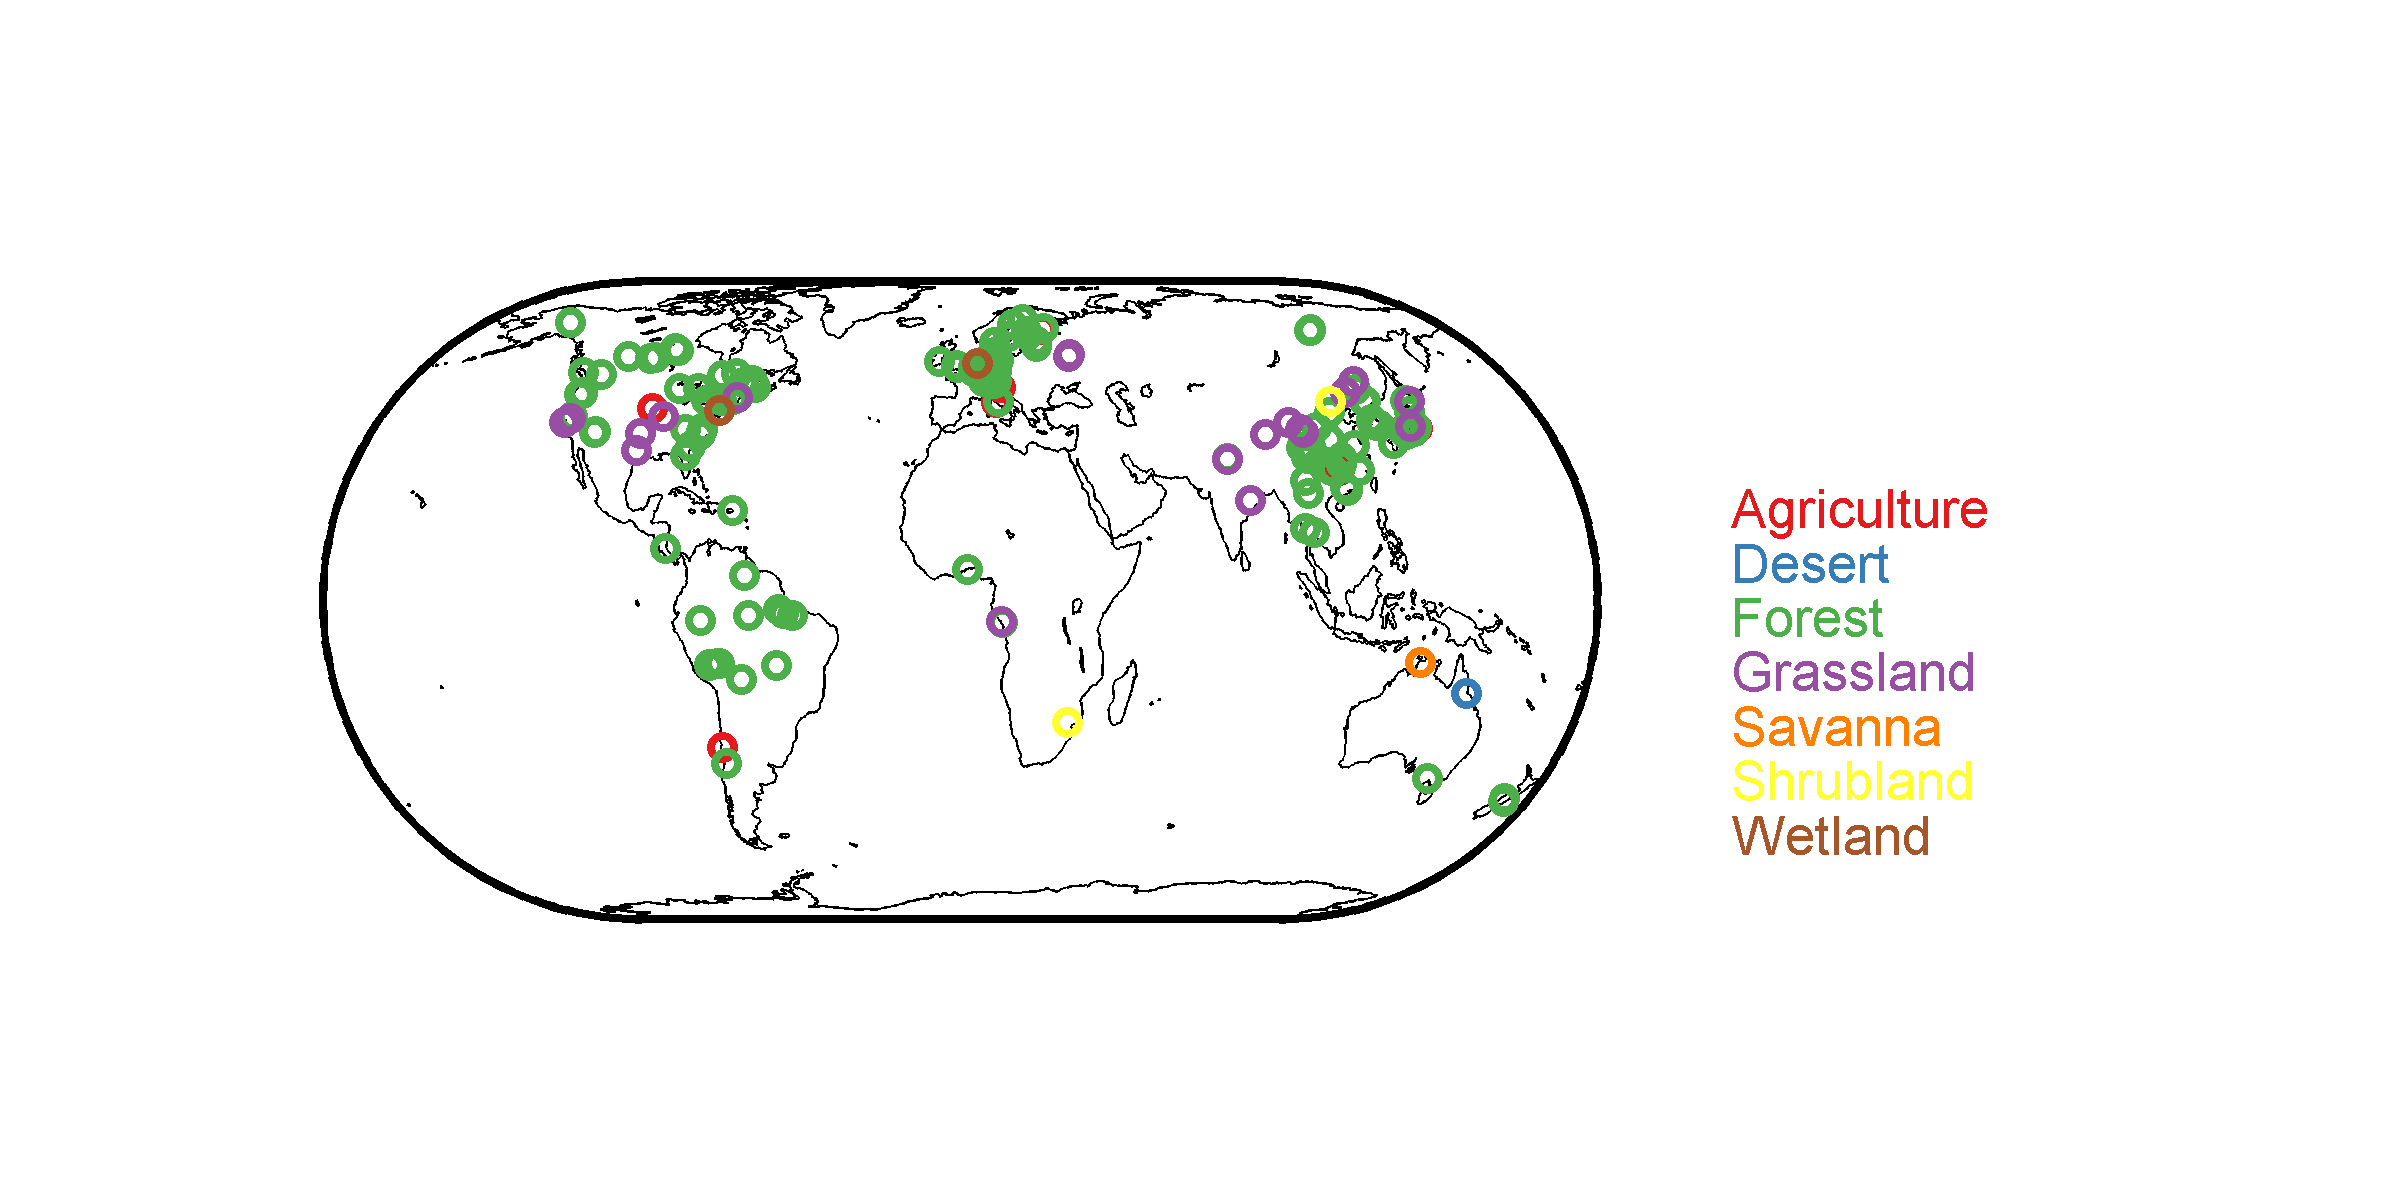 Agriculture
Desert
Forest
Grassland
Savanna
Shrubland
Wetland